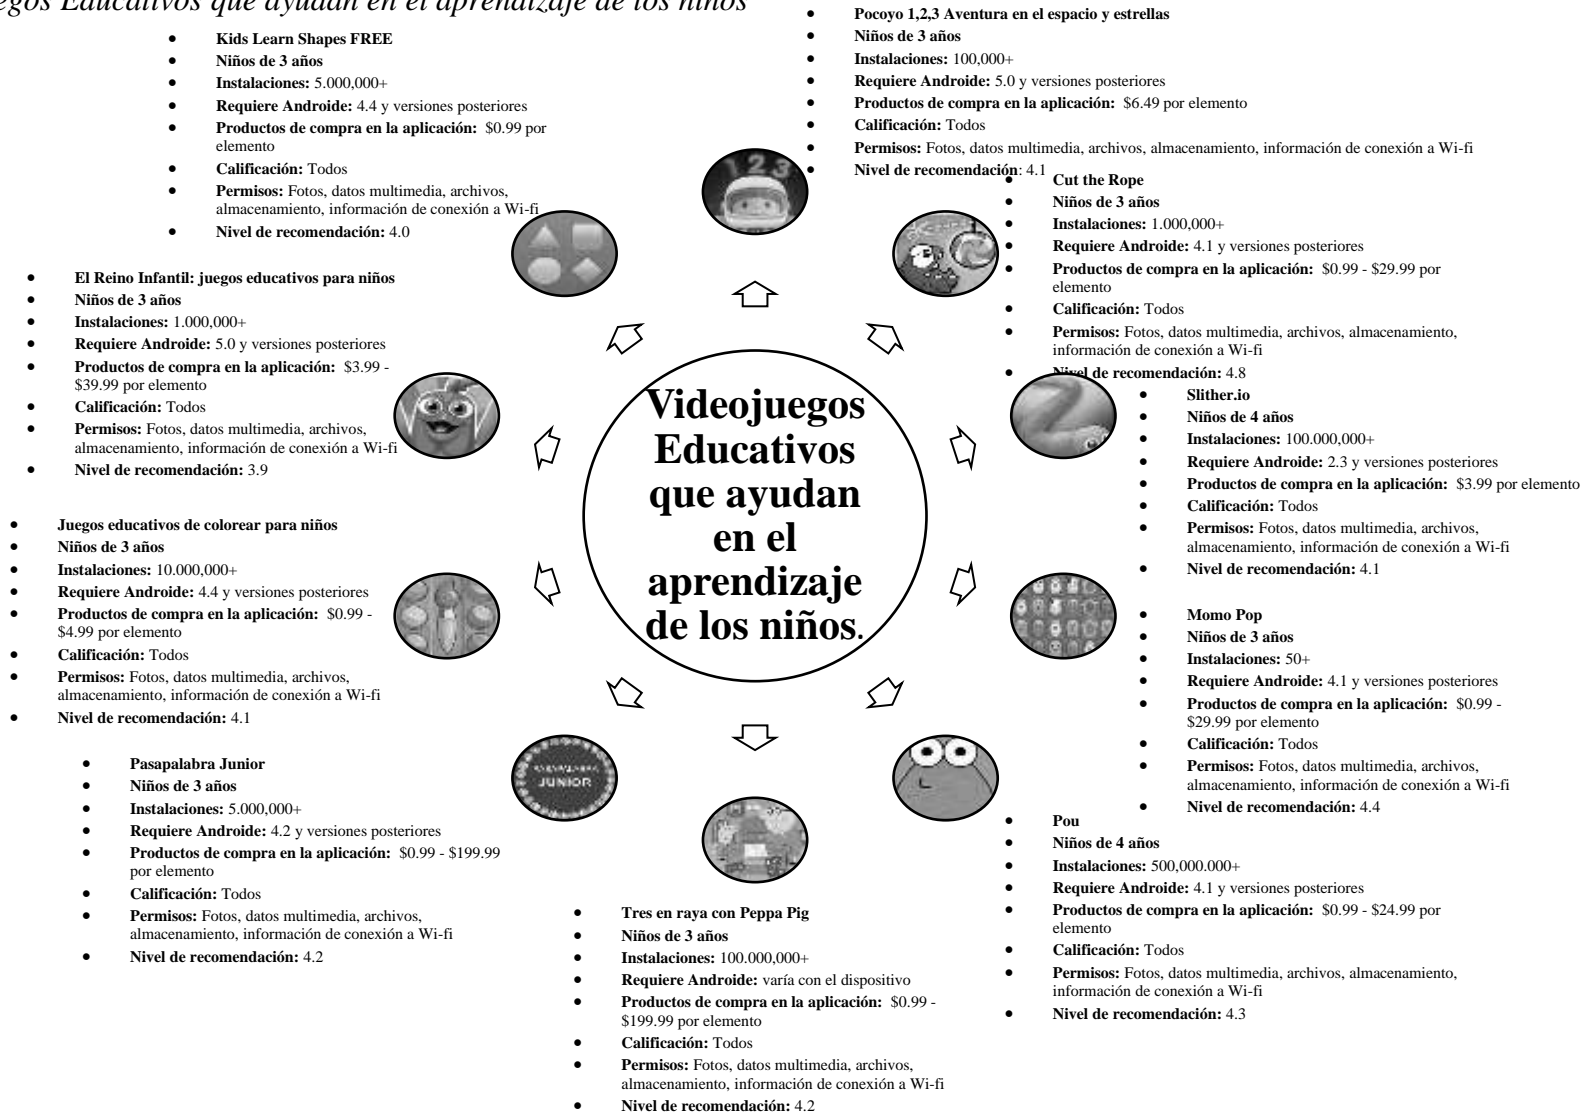 egos Educativos que ayudan en el aprendizaje de los niños
• Pocoyo 1,2,3 Aventura en el espacio y estrellas
• Niños de 3 años
• Instalaciones: 100,000+
• Requiere Androide: 5.0 y versiones posteriores
• Productos de compra en la aplicación: $6.49 por elemento
• Calificación: Todos
• Permisos: Fotos, datos multimedia, archivos, almacenamiento, información de conexión a Wi-fi
• Nivel de recomendación: 4.1
• Cut the Rope
• Niños de 3 años
• Instalaciones: 1.000,000+
• Requiere Androide: 4.1 y versiones posteriores
• Productos de compra en la aplicación: $0.99 - $29.99 por
elemento
• Calificación: Todos
• Permisos: Fotos, datos multimedia, archivos, almacenamiento,
información de conexión a Wi-fi
• Nivel de recomendación: 4.8
• Slither.io
• Niños de 4 años
• Instalaciones: 100.000,000+
• Requiere Androide: 2.3 y versiones posteriores
• Productos de compra en la aplicación: $3.99 por elemento
• Calificación: Todos
• Permisos: Fotos, datos multimedia, archivos,
almacenamiento, información de conexión a Wi-fi
• Nivel de recomendación: 4.1
• Momo Pop
• Niños de 3 años
• Instalaciones: 50+
• Requiere Androide: 4.1 y versiones posteriores
• Productos de compra en la aplicación: $0.99 -
$29.99 por elemento
• Calificación: Todos
• Permisos: Fotos, datos multimedia, archivos,
almacenamiento, información de conexión a Wi-fi
• Nivel de recomendación: 4.4
• Pou
• Niños de 4 años
• Instalaciones: 500,000.000+
• Requiere Androide: 4.1 y versiones posteriores
• Productos de compra en la aplicación: $0.99 - $24.99 por
elemento
• Calificación: Todos
• Permisos: Fotos, datos multimedia, archivos, almacenamiento,
información de conexión a Wi-fi
• Nivel de recomendación: 4.3
• Tres en raya con Peppa Pig
• Niños de 3 años
• Instalaciones: 100.000,000+
• Requiere Androide: varía con el dispositivo
• Productos de compra en la aplicación: $0.99 -
$199.99 por elemento
• Calificación: Todos
• Permisos: Fotos, datos multimedia, archivos,
almacenamiento, información de conexión a Wi-fi
• Nivel de recomendación: 4.2
• Pasapalabra Junior
• Niños de 3 años
• Instalaciones: 5.000,000+
• Requiere Androide: 4.2 y versiones posteriores
• Productos de compra en la aplicación: $0.99 - $199.99
por elemento
• Calificación: Todos
• Permisos: Fotos, datos multimedia, archivos,
almacenamiento, información de conexión a Wi-fi
• Nivel de recomendación: 4.2
• Juegos educativos de colorear para niños
• Niños de 3 años
• Instalaciones: 10.000,000+
• Requiere Androide: 4.4 y versiones posteriores
• Productos de compra en la aplicación: $0.99 -
$4.99 por elemento
• Calificación: Todos
• Permisos: Fotos, datos multimedia, archivos,
almacenamiento, información de conexión a Wi-fi
• Nivel de recomendación: 4.1
• El Reino Infantil: juegos educativos para niños
• Niños de 3 años
• Instalaciones: 1.000,000+
• Requiere Androide: 5.0 y versiones posteriores
• Productos de compra en la aplicación: $3.99 -
$39.99 por elemento
• Calificación: Todos
• Permisos: Fotos, datos multimedia, archivos,
almacenamiento, información de conexión a Wi-fi
• Nivel de recomendación: 3.9
• Kids Learn Shapes FREE
• Niños de 3 años
• Instalaciones: 5.000,000+
• Requiere Androide: 4.4 y versiones posteriores
• Productos de compra en la aplicación: $0.99 por
elemento
• Calificación: Todos
• Permisos: Fotos, datos multimedia, archivos,
almacenamiento, información de conexión a Wi-fi
• Nivel de recomendación: 4.0
Videojuegos
Educativos
que ayudan
en el
aprendizaje
de los niños.
123
PASAPALABRA
JUNIOR